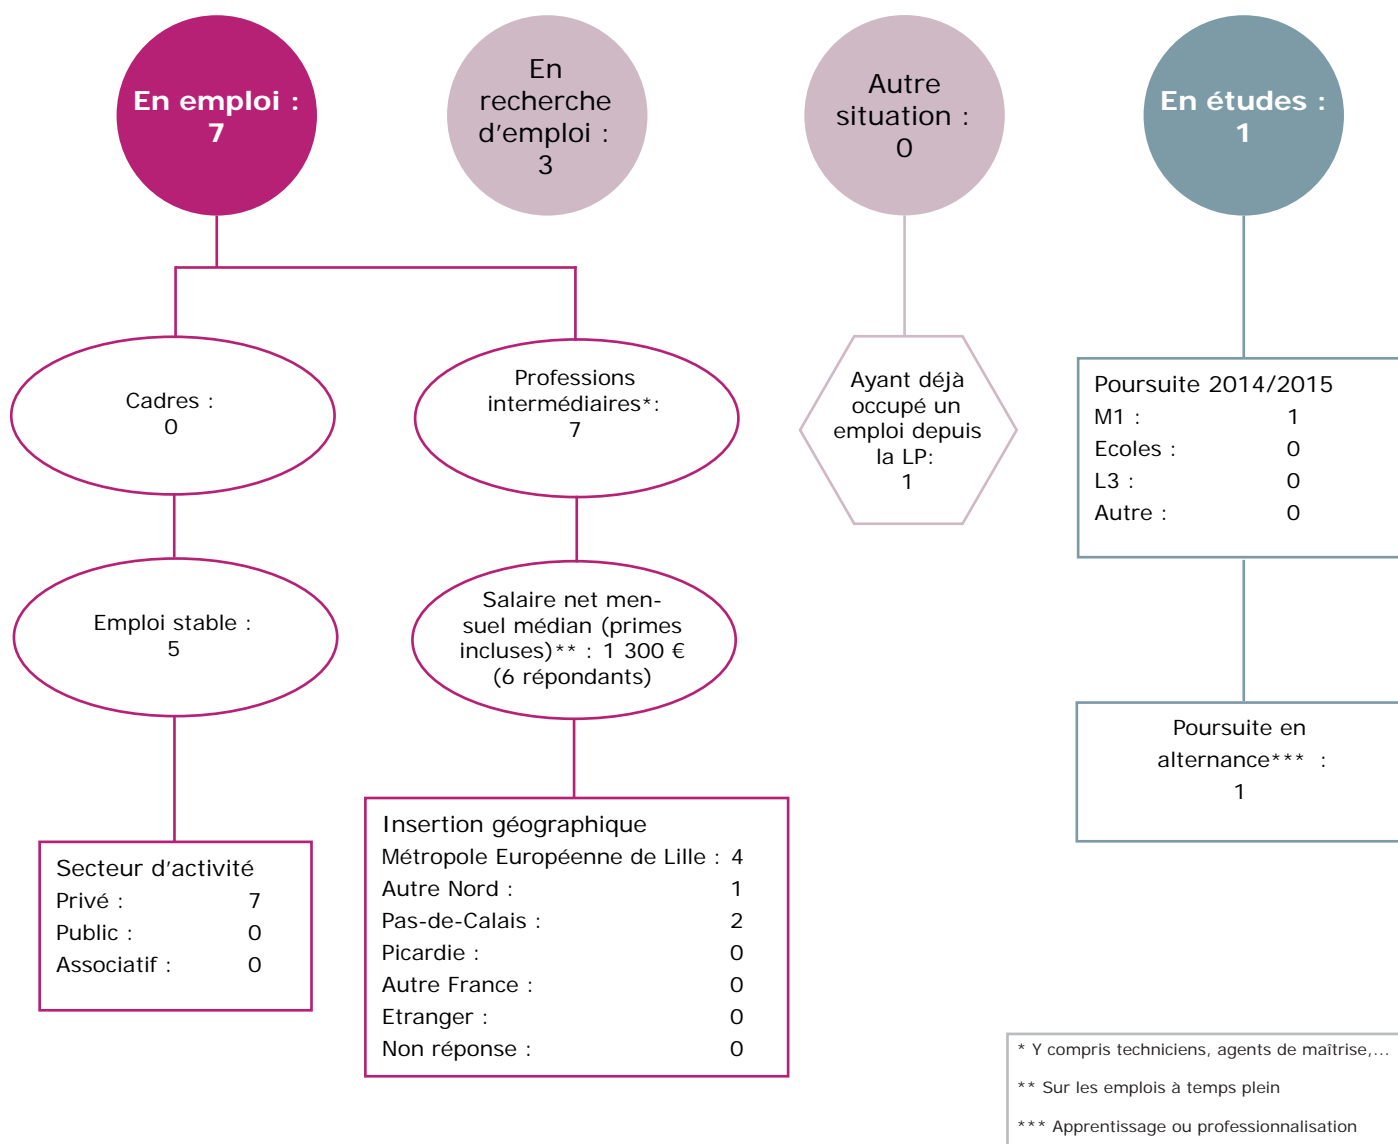 En emploi :
7
En
recherche
d'emploi :
3
Autre
situation :
0
En études :
1
Cadres :
0
Professions
intermédiaires*:
7
Ayant déjà
occupé un
emploi depuis
la LP:
1
Poursuite 2014/2015
M1 : 1
Ecoles : 0
L3 : 0
Autre : 0
Emploi stable :
5
Salaire net men-
suel médian (primes
incluses)** : 1 300 €
(6 répondants)
Poursuite en
alternance*** :
1
Secteur d'activité
Privé : 7
Public : 0
Associatif : 0
Insertion géographique
Métropole Européenne de Lille : 4
Autre Nord : 1
Pas-de-Calais : 2
Picardie : 0
Autre France : 0
Etranger : 0
Non réponse : 0
* Y compris techniciens, agents de maîtrise,...
** Sur les emplois à temps plein
*** Apprentissage ou professionnalisation